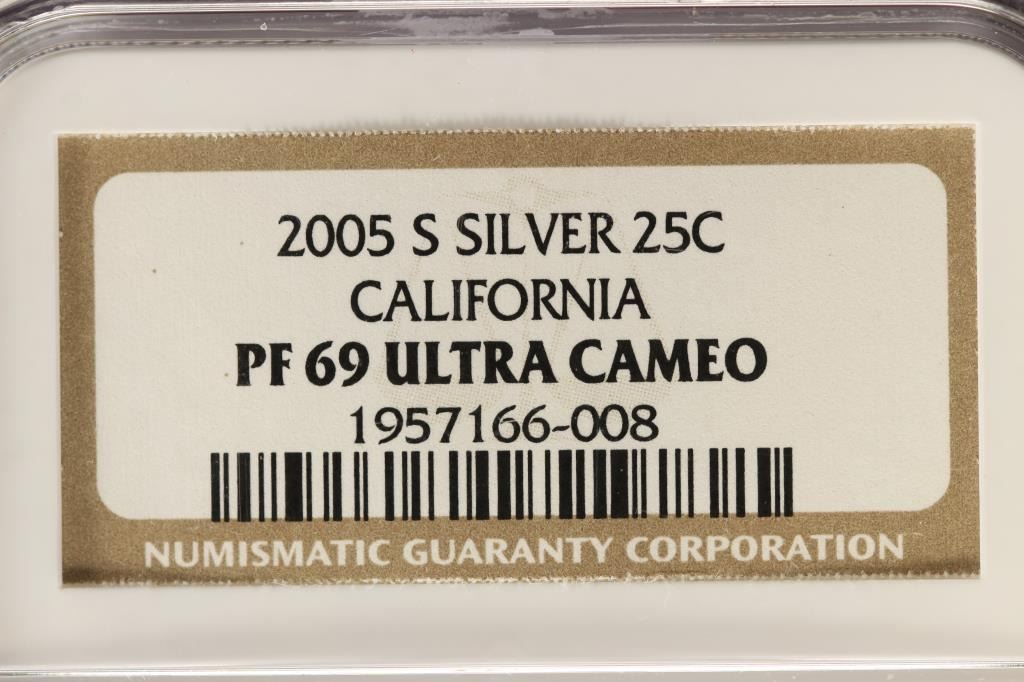 2005 S SILVER 25C
CALIFORNIA
PF 69 ULTRA CAMEO
1957166-008
NUMISMATIC GUARANTY CORPORATION